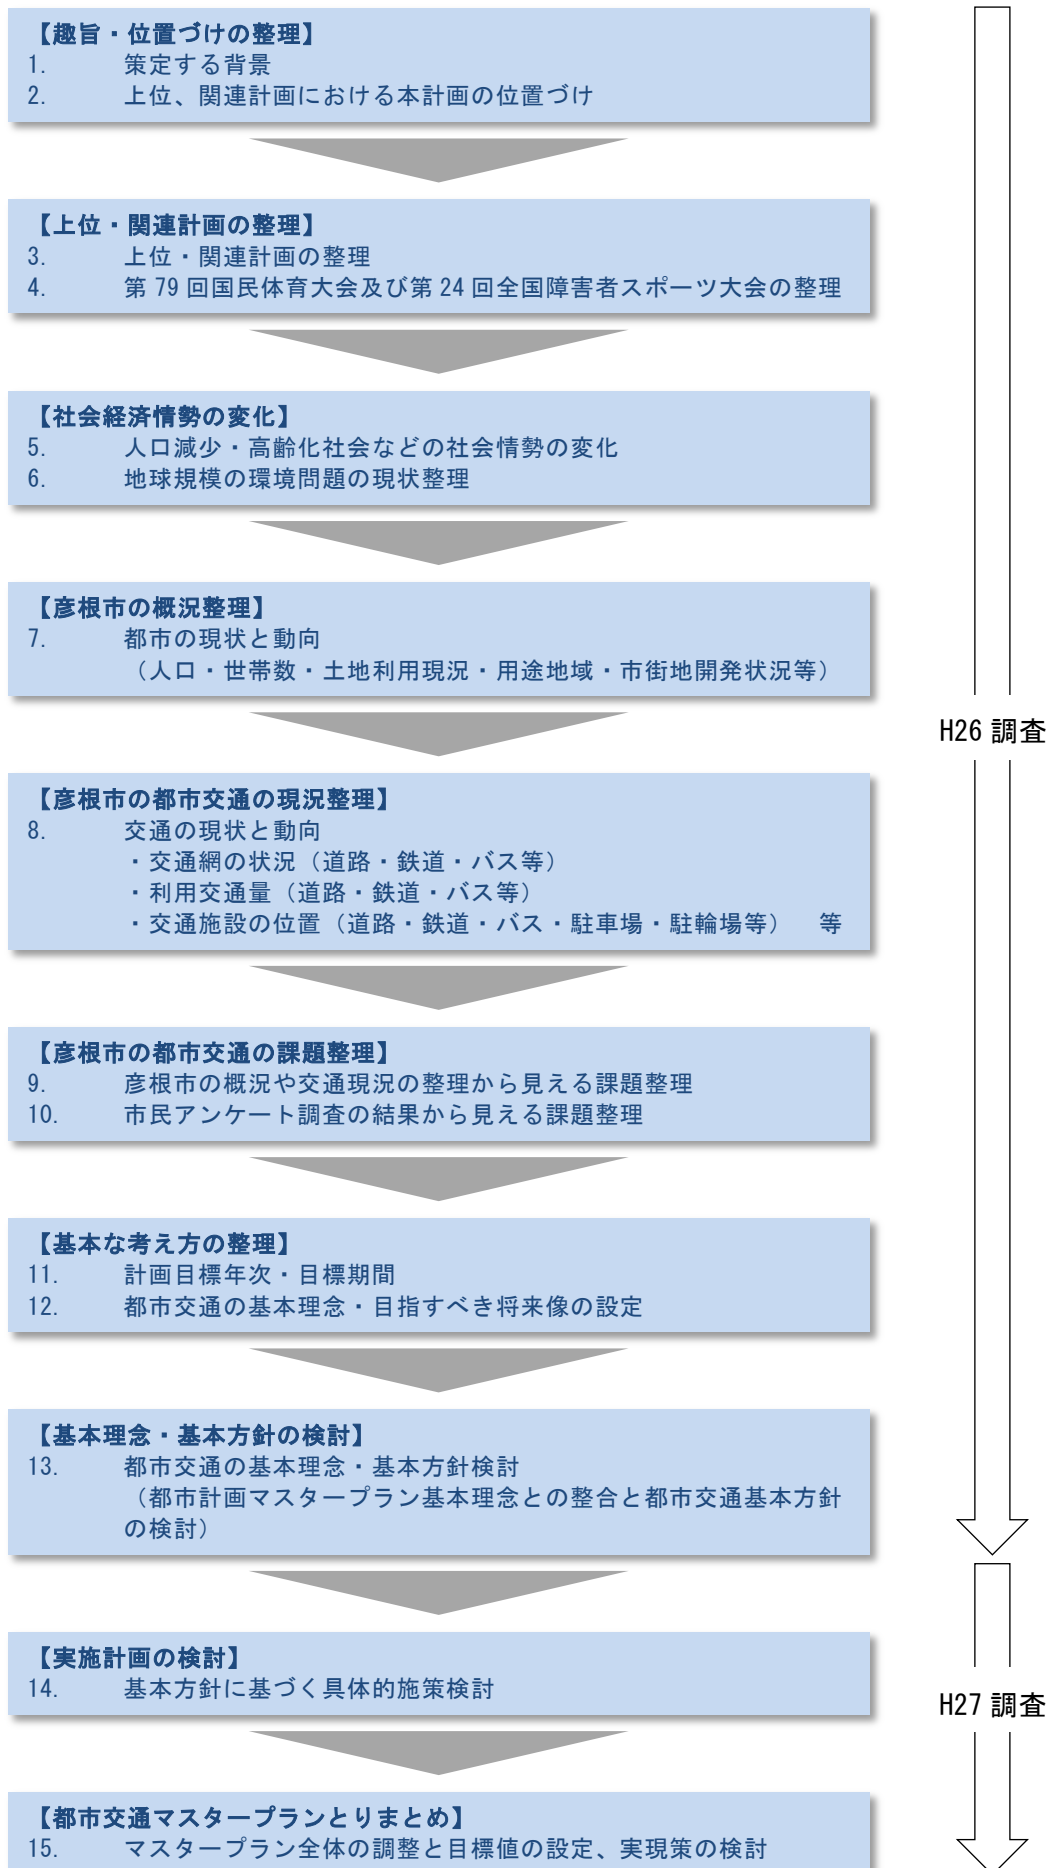 【趣旨・位置づけの整理】
1. 策定する背景
2. 上位、関連計画における本計画の位置づけ
【上位・関連計画の整理】
3. 上位・関連計画の整理
4. 第 79 回国民体育大会及び第 24 回全国障害者スポーツ大会の整理
【社会経済情勢の変化】
5. 人口減少・高齢化社会などの社会情勢の変化
6. 地球規模の環境問題の現状整理
【彦根市の概況整理】
7. 都市の現状と動向
（人口・世帯数・土地利用現況・用途地域・市街地開発状況等）
H26 調査
【彦根市の都市交通の現況整理】
8. 交通の現状と動向
・交通網の状況（道路・鉄道・バス等）
・利用交通量（道路・鉄道・バス等）
・交通施設の位置（道路・鉄道・バス・駐車場・駐輪場等） 等
【彦根市の都市交通の課題整理】
9. 彦根市の概況や交通現況の整理から見える課題整理
10. 市民アンケート調査の結果から見える課題整理
【基本な考え方の整理】
11. 計画目標年次・目標期間
12. 都市交通の基本理念・目指すべき将来像の設定
【基本理念・基本方針の検討】
13. 都市交通の基本理念・基本方針検討
（都市計画マスタープラン基本理念との整合と都市交通基本方針
の検討）
【実施計画の検討】
14. 基本方針に基づく具体的施策検討
H27 調査
【都市交通マスタープランとりまとめ】
15. マスタープラン全体の調整と目標値の設定、実現策の検討